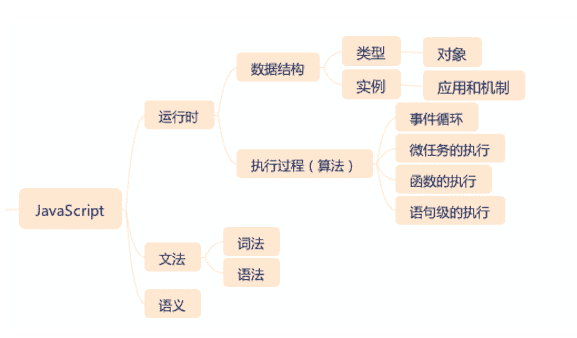 类型
对象
数据结构
实例
应用和机制
运行时
事件循环
微任务的执行
执行过程（算法）
函数的执行
语句级的执行
JavaScript
词法
文法
语法
语义